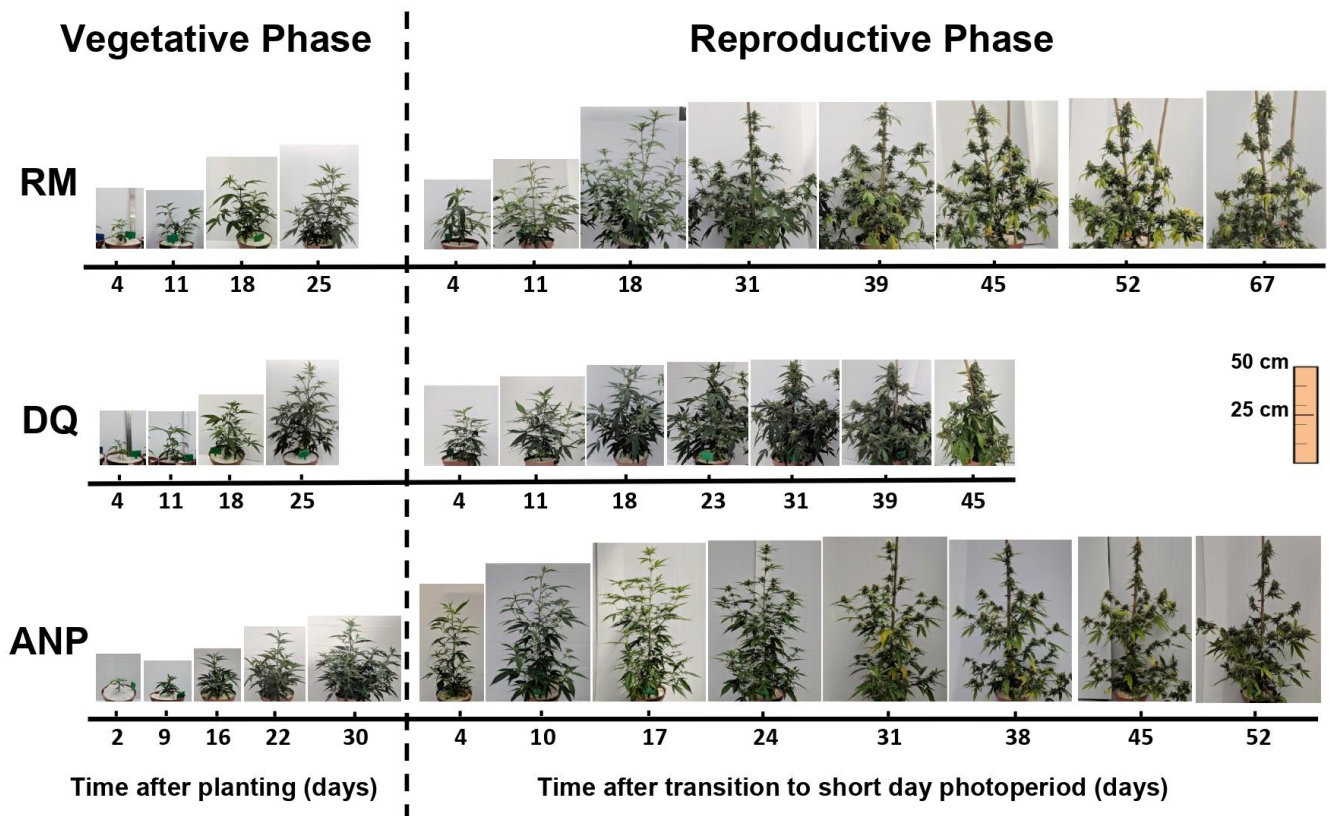 Vegetative Phase
Reproductive Phase
RM
4 11 18 25
4 11 18 31 39 45 52 67
DQ
4 11 18 25
4 11 18 23 31 39 45
50 cm
25 cm
ANP
2 9 16 22 30
4 10 17 24 31 38 45 52
Time after planting (days)
Time after transition to short day photoperiod (days)